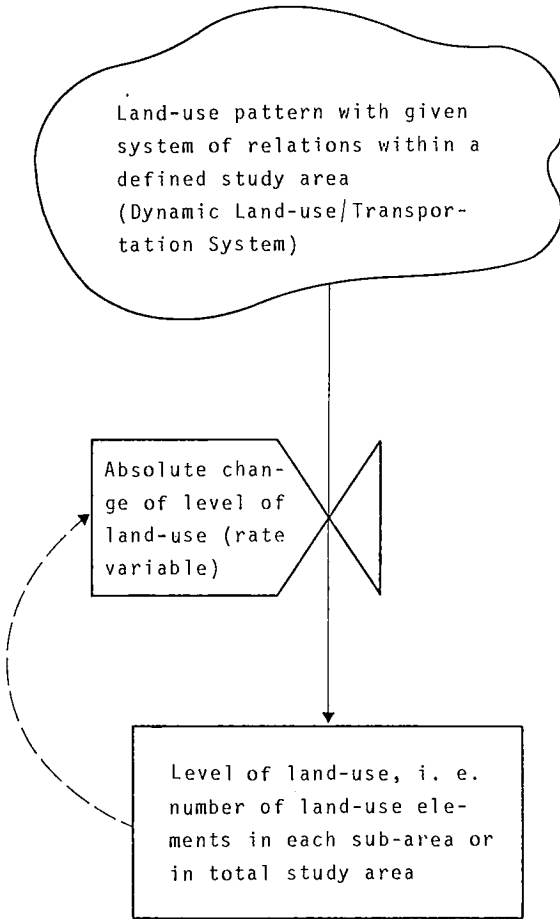 Land-use pattern with given
system of relations within a
defined study area
(Dynamic Land-use/Transpor-
tation System)
Absolute chan-
ge of level of
land-use (rate
variable)
Level of land-use, i. e.
number of land-use ele-
ments in each sub-area or
in total study area